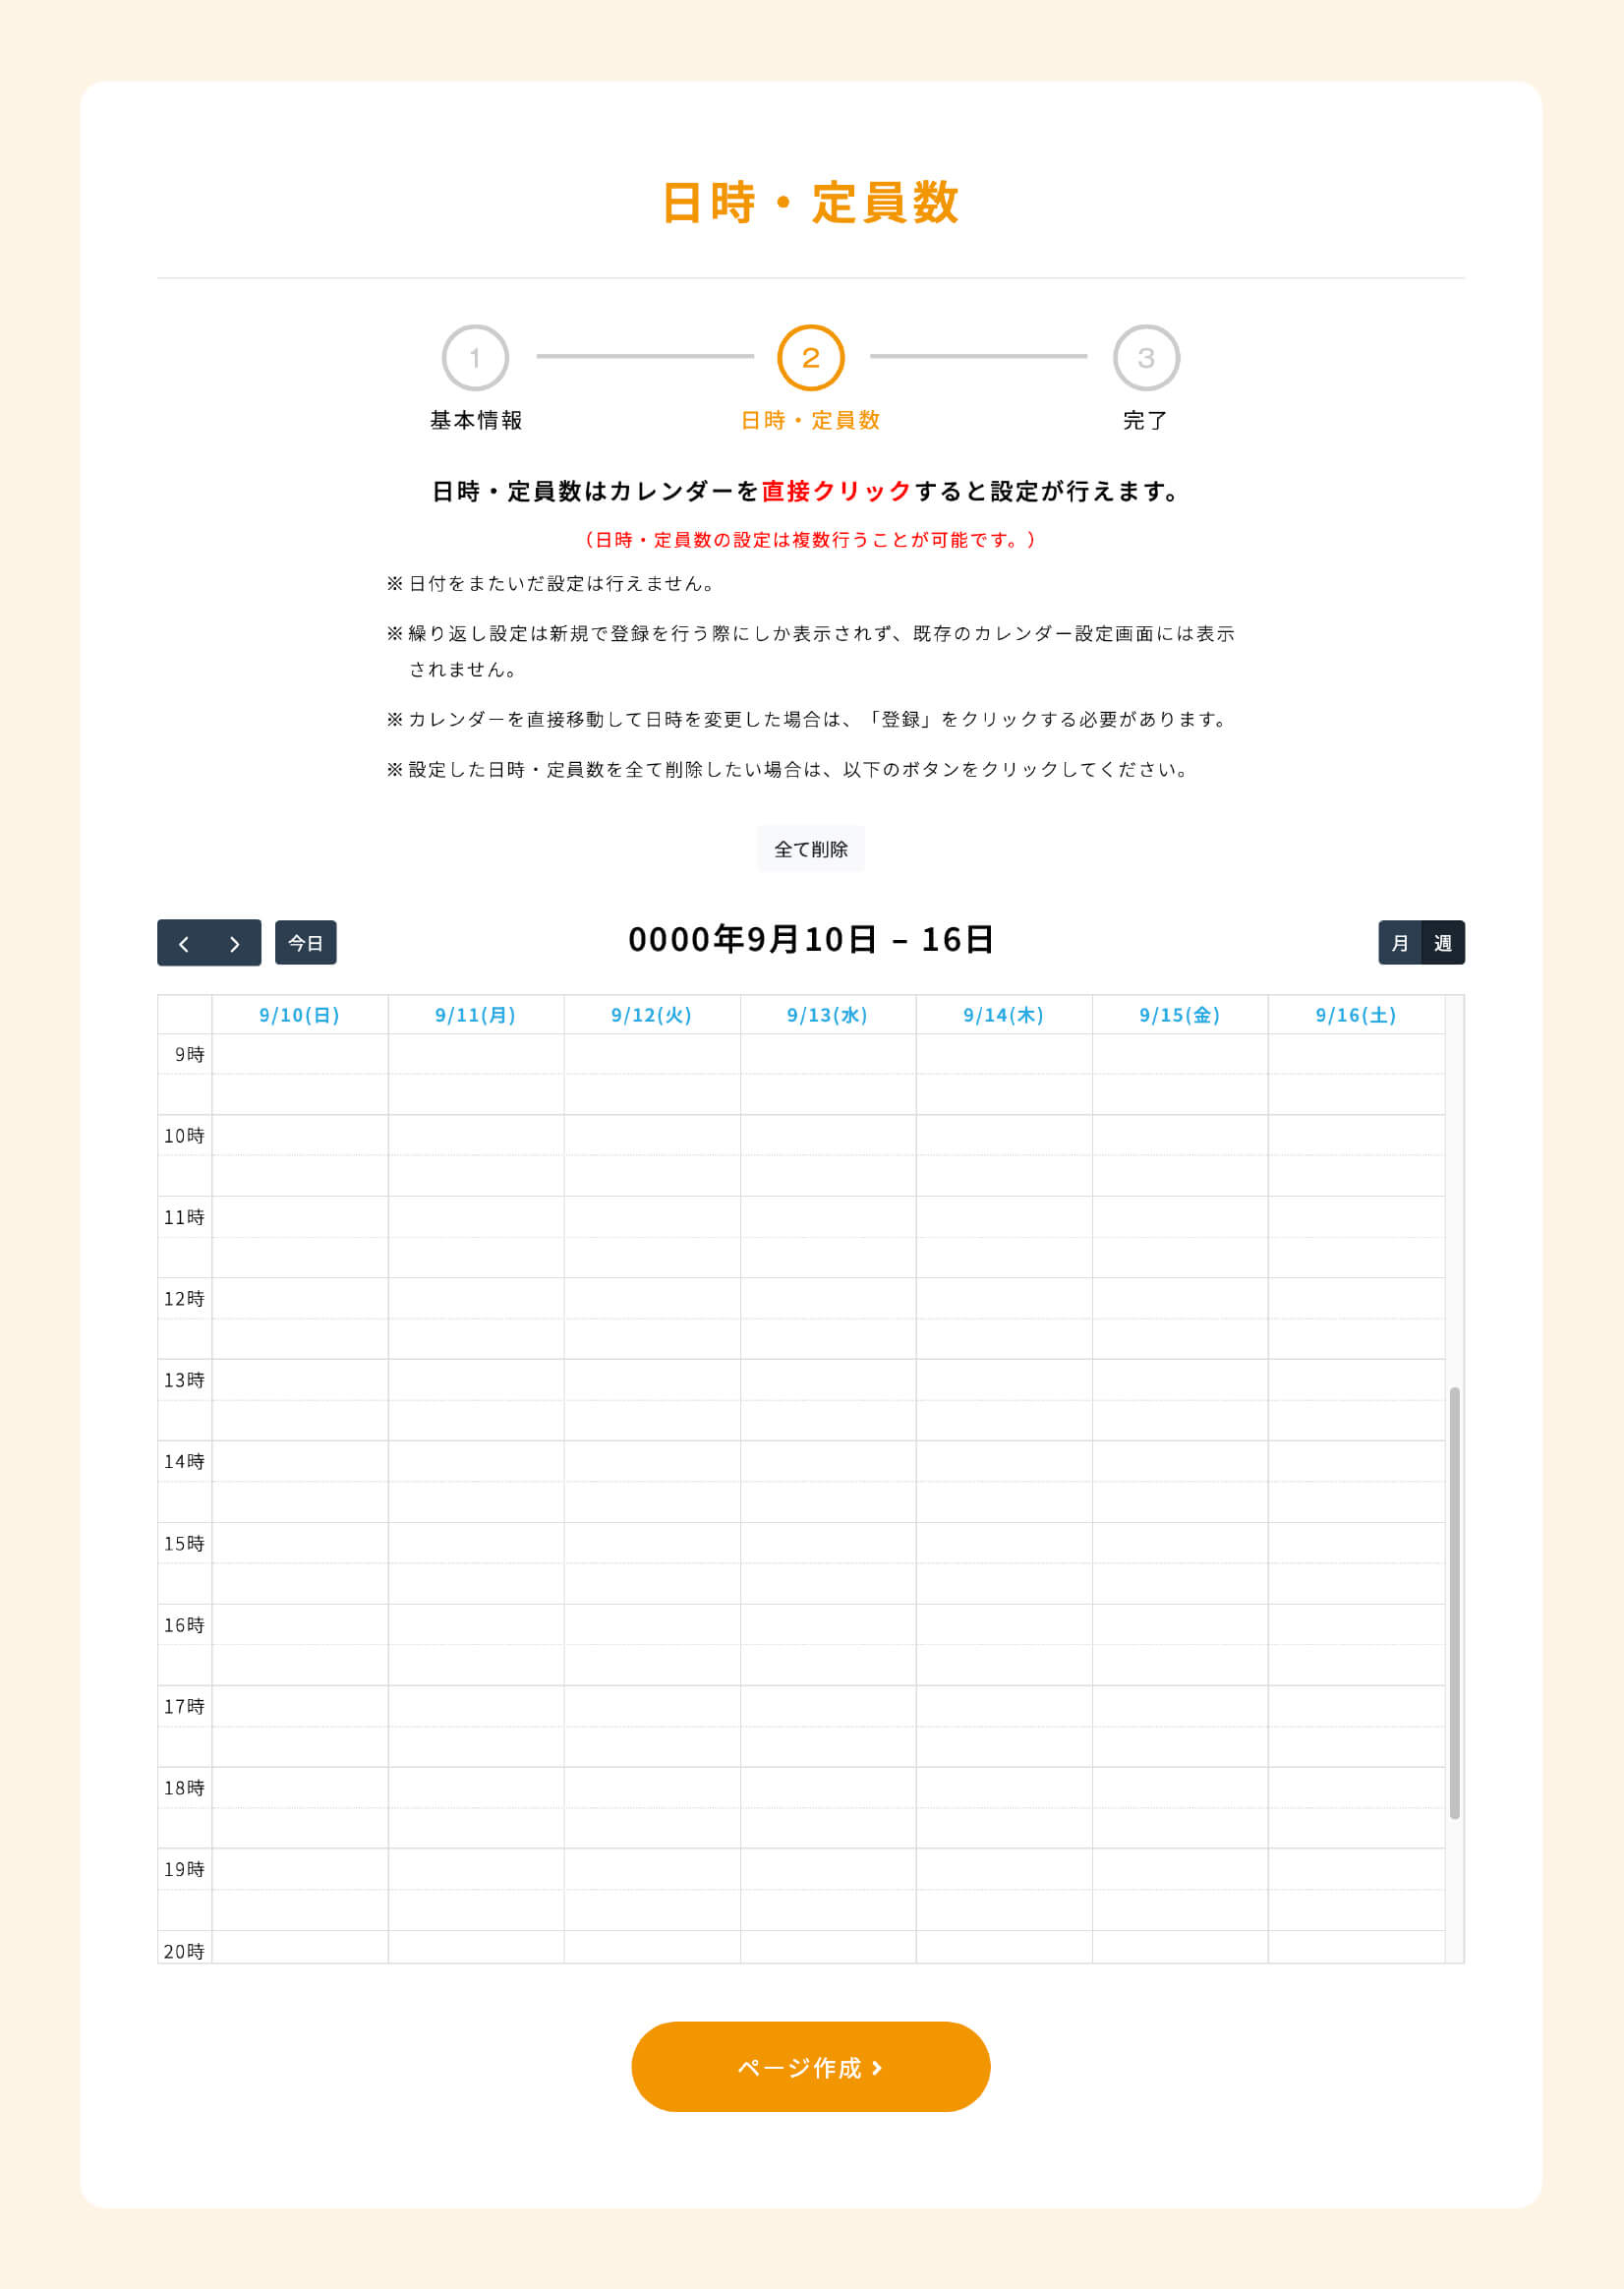 日時・定員数
1
2
3
基本情報
日時・定員数
完了
日時・定員数はカレンダーを直接クリックすると設定が行えます。
（日時・定員数の設定は複数行うことが可能です。）
※日付をまたいだ設定は行えません。
※繰り返し設定は新規で登録を行う際にしか表示されず、既存のカレンダー設定画面には表示
されません。
※カレンダーを直接移動して日時を変更した場合は、「登録」をクリックする必要があります。
※設定した日時・定員数を全て削除したい場合は、以下のボタンをクリックしてください。
全て削除
今日
0000年9月10日 – 16日
月 週
9/10(日) 9/11(月) 9/12(火) 9/13(水) 9/14(木) 9/15(金) 9/16(土)
9時
10時
11時
12時
13時
14時
15時
16時
17時
18時
19時
20時
ページ作成